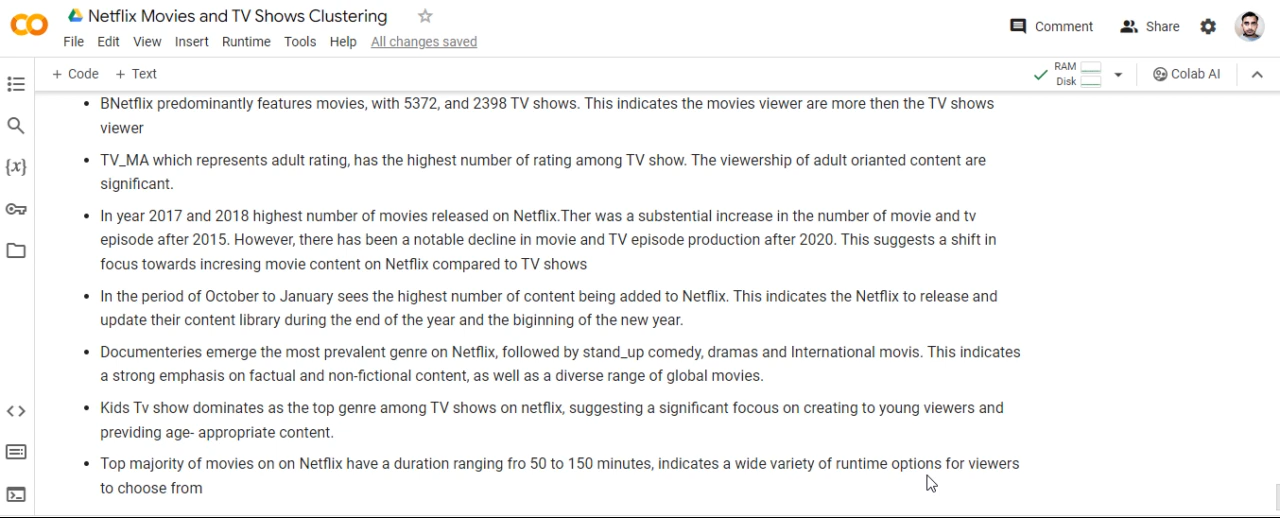 Netflix Movies and TV Shows Clustering
File Edit View Insert Runtime Tools Help All changes saved
Comment Share
+ Code + Text
RAM
Disk
Colab AI
{x}
• BNetflix predominantly features movies, with 5372, and 2398 TV shows. This indicates the movies viewer are more then the TV shows
viewer
• TV_MA which represents adult rating, has the highest number of rating among TV show. The viewership of adult orianted content are
significant.
• In year 2017 and 2018 highest number of movies released on Netflix.Ther was a substential increase in the number of movie and tv
episode after 2015. However, there has been a notable decline in movie and TV episode production after 2020. This suggests a shift in
focus towards incresing movie content on Netflix compared to TV shows
• In the period of October to January sees the highest number of content being added to Netflix. This indicates the Netflix to release and
update their content library during the end of the year and the biginning of the new year.
• Documenteries emerge the most prevalent genre on Netflix, followed by stand_up comedy, dramas and International movis. This indicates
a strong emphasis on factual and non-fictional content, as well as a diverse range of global movies.
• Kids Tv show dominates as the top genre among TV shows on netflix, suggesting a significant focous on creating to young viewers and
previding age- appropriate content.
• Top majority of movies on on Netflix have a duration ranging fro 50 to 150 minutes, indicates a wide variety of runtime options for viewers
to choose from